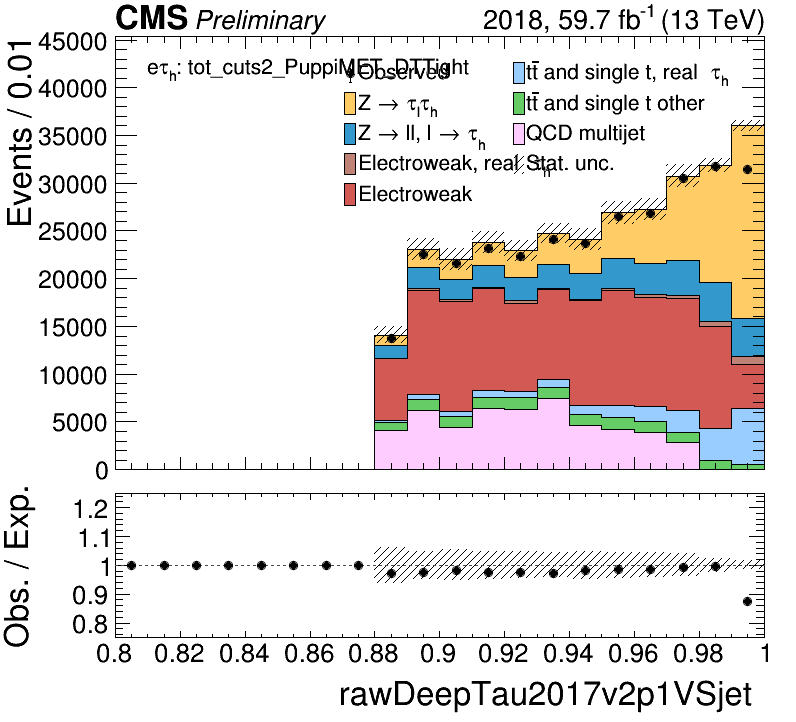 CMS Preliminary 2018, 59.7 fb⁻¹ (13 TeV)
Events / 0.01
45000
40000
35000
30000
25000
20000
15000
10000
5000
0
eτₕ: tot_cuts2_PuppiMET_DTTight
Observed
Z → τₗτₕ
Z → ll, l → τₕ
Electroweak, real τₕ
Electroweak
tt̄ and single t, real τₕ
tt̄ and single t other
QCD multijet
Stat. unc.
Obs. / Exp.
1.2
1.1
1
0.9
0.8
0.8 0.82 0.84 0.86 0.88 0.9 0.92 0.94 0.96 0.98 1
rawDeepTau2017v2p1VSjet